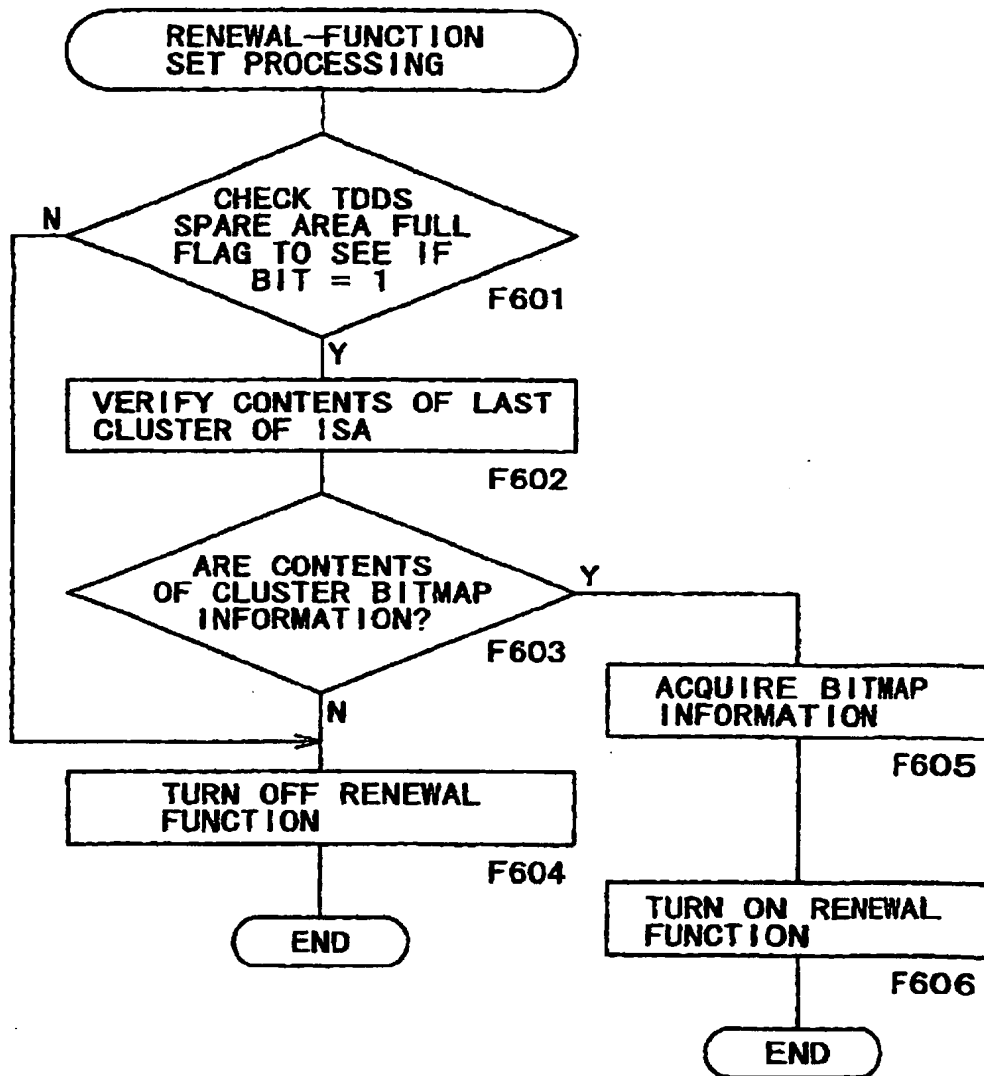 RENEWAL-FUNCTION
SET PROCESSING
CHECK TDDS
SPARE AREA FULL
FLAG TO SEE IF
BIT = 1
N
F601
Y
VERIFY CONTENTS OF LAST
CLUSTER OF ISA
F602
ARE CONTENTS
OF CLUSTER BITMAP
INFORMATION?
Y
F603
N
ACQUIRE BITMAP
INFORMATION
F605
TURN OFF RENEWAL
FUNCTION
F604
TURN ON RENEWAL
FUNCTION
F606
END
END